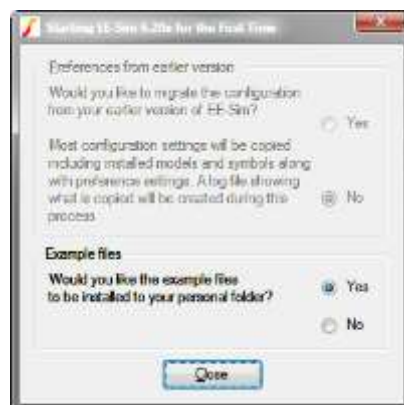 Starting EE-Sim 6.20e for the First Time
Preferences from earlier version
Would you like to migrate the configuration
from your earlier version of EE-Sim?
Yes
Most configuration settings will be copied
including installed models and symbols along
with preference settings. A log file showing
what is copied will be created during this
process
No
Example files
Would you like the example files
to be installed to your personal folder?
Yes
No
Close